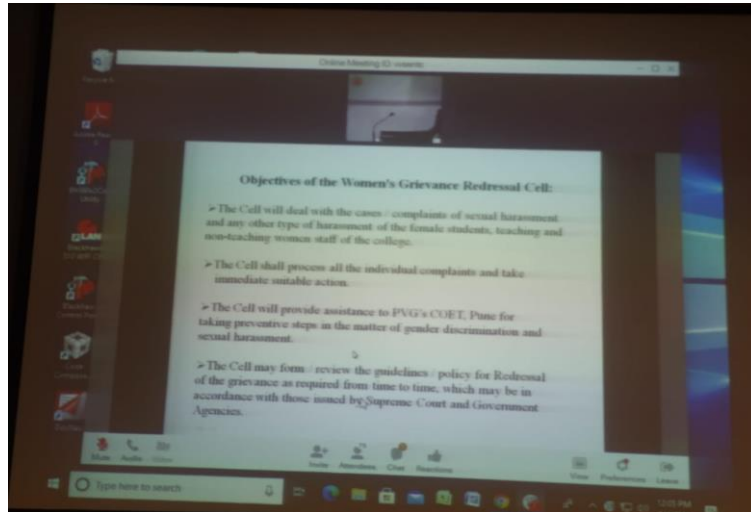 Online Meeting ID
Objectives of the Women's Grievance Redressal Cell:
➢The Cell will deal with the cases / complaints of sexual harassment
and any other type of harassment of the female students, teaching and
non-teaching women staff of the college.
➢The Cell shall process all the individual complaints and take
immediate suitable action.
➢The Cell will provide assistance to PVG's COET, Pune for
taking preventive steps in the matter of gender discrimination and
sexual harassment.
➢The Cell may form / review the guidelines / policy for Redressal
of the grievance as required from time to time, which may be in
accordance with those issued by Supreme Court and Government
Agencies.
Mute Audio
Invite Attendees Chat Reactions
View Preferences Leave
Type here to search
12:05 PM